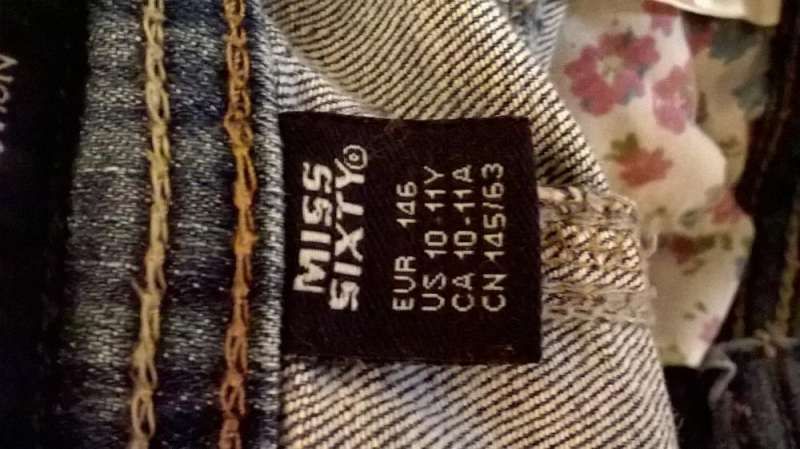 MISS
SIXTY®
EUR 146
US 10-11Y
CA 10-11A
CN 145/63